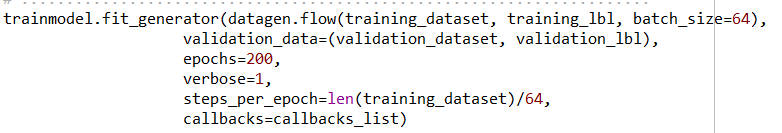 trainmodel.fit_generator(datagen.flow(training_dataset, training_lbl, batch_size=64),
validation_data=(validation_dataset, validation_lbl),
epochs=200,
verbose=1,
steps_per_epoch=len(training_dataset)/64,
callbacks=callbacks_list)